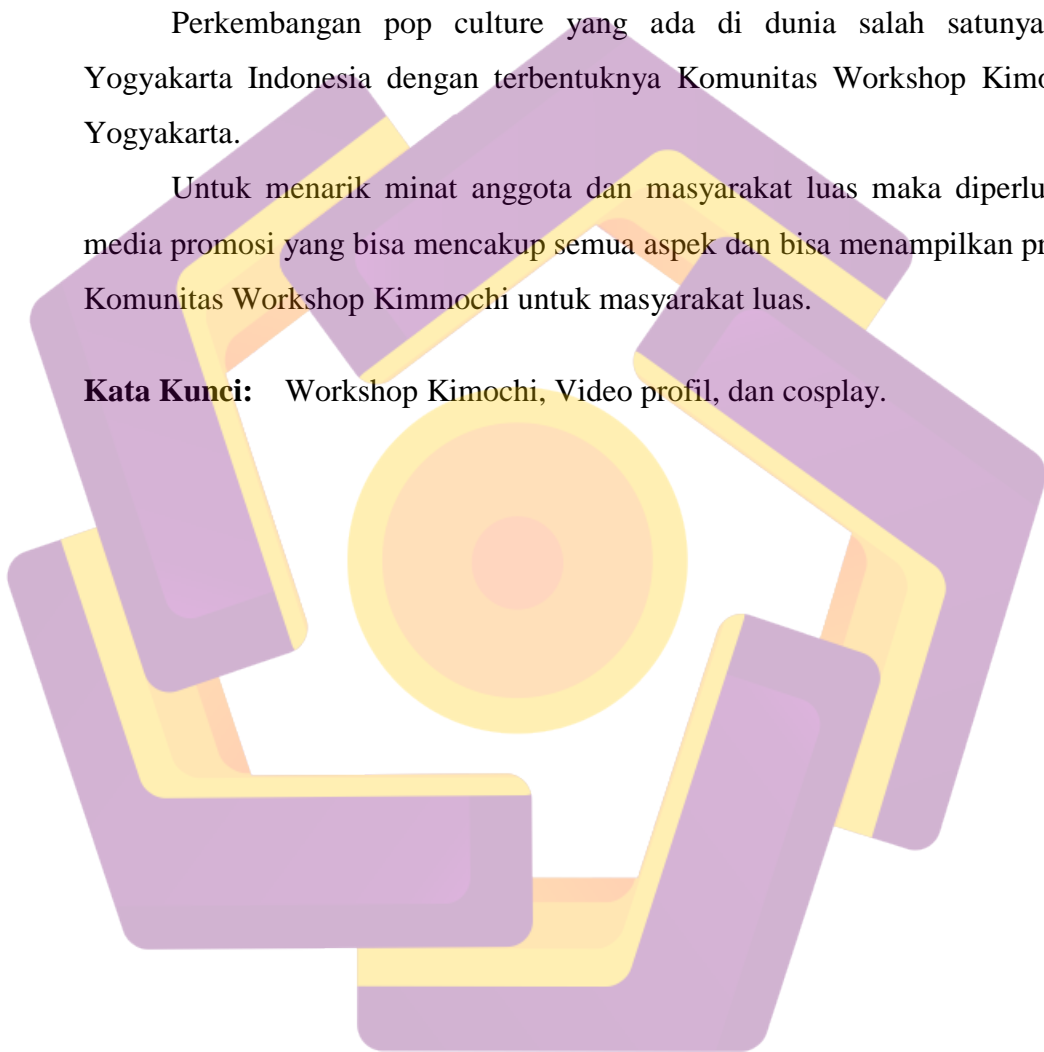 Perkembangan pop culture yang ada di dunia salah satunya
Yogyakarta Indonesia dengan terbentuknya Komunitas Workshop Kimo
Yogyakarta.
Untuk menarik minat anggota dan masyarakat luas maka diperlu
media promosi yang bisa mencakup semua aspek dan bisa menampilkan pr
Komunitas Workshop Kimmochi untuk masyarakat luas.
Kata Kunci: Workshop Kimochi, Video profil, dan cosplay.